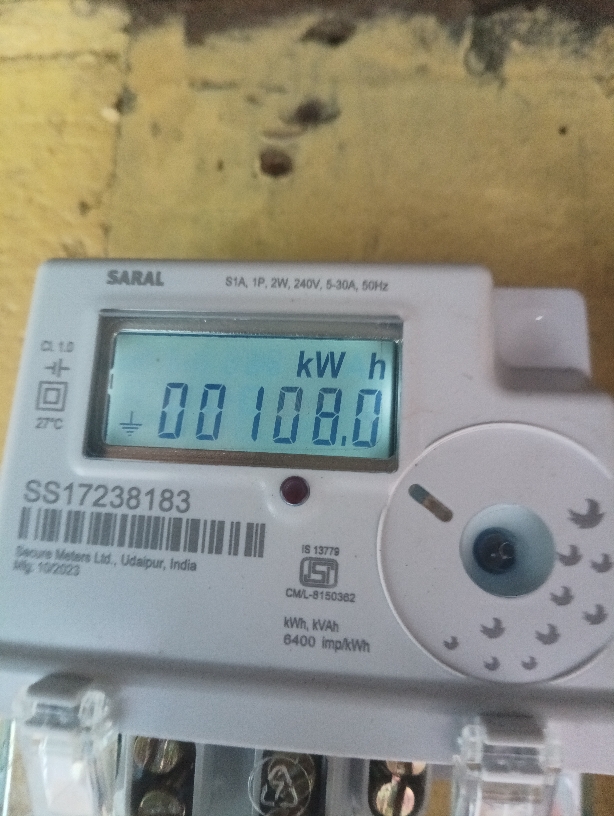 SARAL
S1A, 1P, 2W, 240V, 5-30A, 50Hz
Cl. 1.0
27°C
kW h
00108.0
SS17238183
Secure Meters Ltd., Udaipur, India
Mfg: 10/2023
IS 13779
ISI
CM/L-8150362
kWh, kVAh
6400 imp/kWh